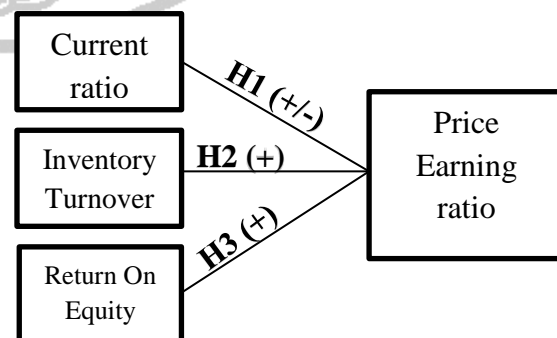 Current
ratio
H1 (+/-)
Inventory
Turnover
H2 (+)
Price
Earning
ratio
Return On
Equity
H3 (+)